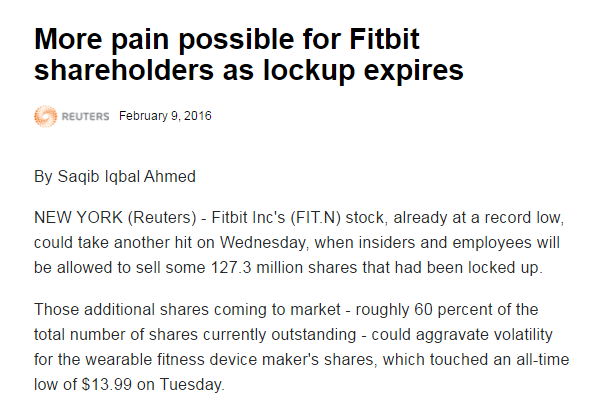 More pain possible for Fitbit
shareholders as lockup expires
REUTERS February 9, 2016
By Saqib Iqbal Ahmed
NEW YORK (Reuters) - Fitbit Inc's (FIT.N) stock, already at a record low,
could take another hit on Wednesday, when insiders and employees will
be allowed to sell some 127.3 million shares that had been locked up.
Those additional shares coming to market - roughly 60 percent of the
total number of shares currently outstanding - could aggravate volatility
for the wearable fitness device maker's shares, which touched an all-time
low of $13.99 on Tuesday.